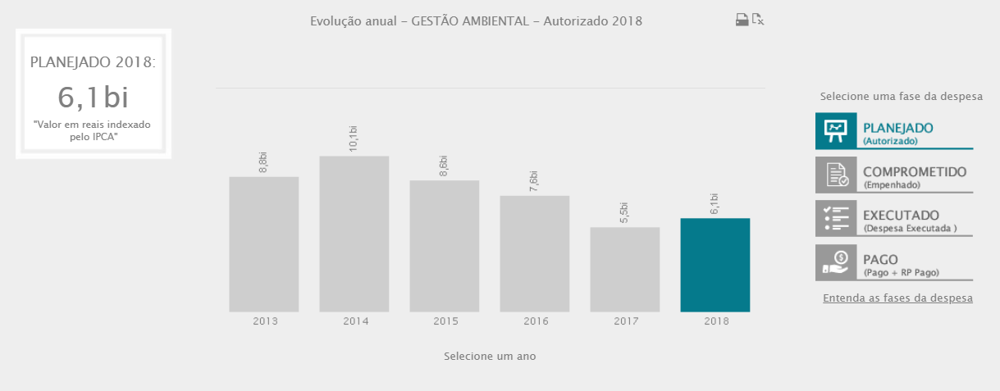 Evolução anual - GESTÃO AMBIENTAL - Autorizado 2018
PLANEJADO 2018:
6,1bi
"Valor em reais indexado
pelo IPCA"
8,8bi
10,1bi
8,6bi
7,6bi
5,5bi
6,1bi
2013
2014
2015
2016
2017
2018
Selecione um ano
Selecione uma fase da despesa
PLANEJADO
(Autorizado)
COMPROMETIDO
(Empenhado)
EXECUTADO
(Despesa Executada )
PAGO
(Pago + RP Pago)
Entenda as fases da despesa